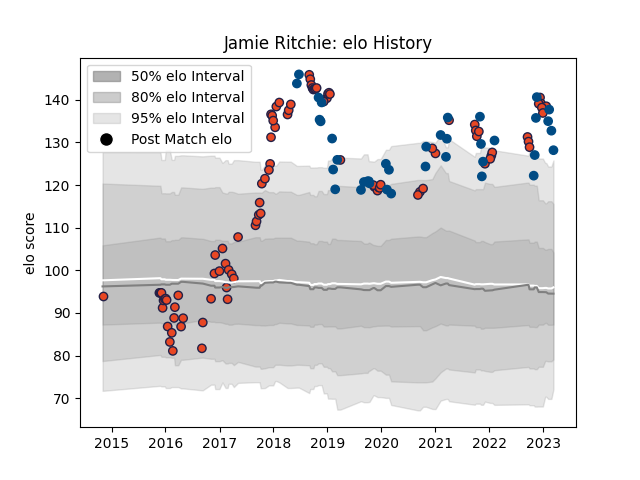 Jamie Ritchie: elo History
50% elo Interval
80% elo Interval
95% elo Interval
Post Match elo
elo score
140
130
120
110
100
90
80
70
2015 2016 2017 2018 2019 2020 2021 2022 2023